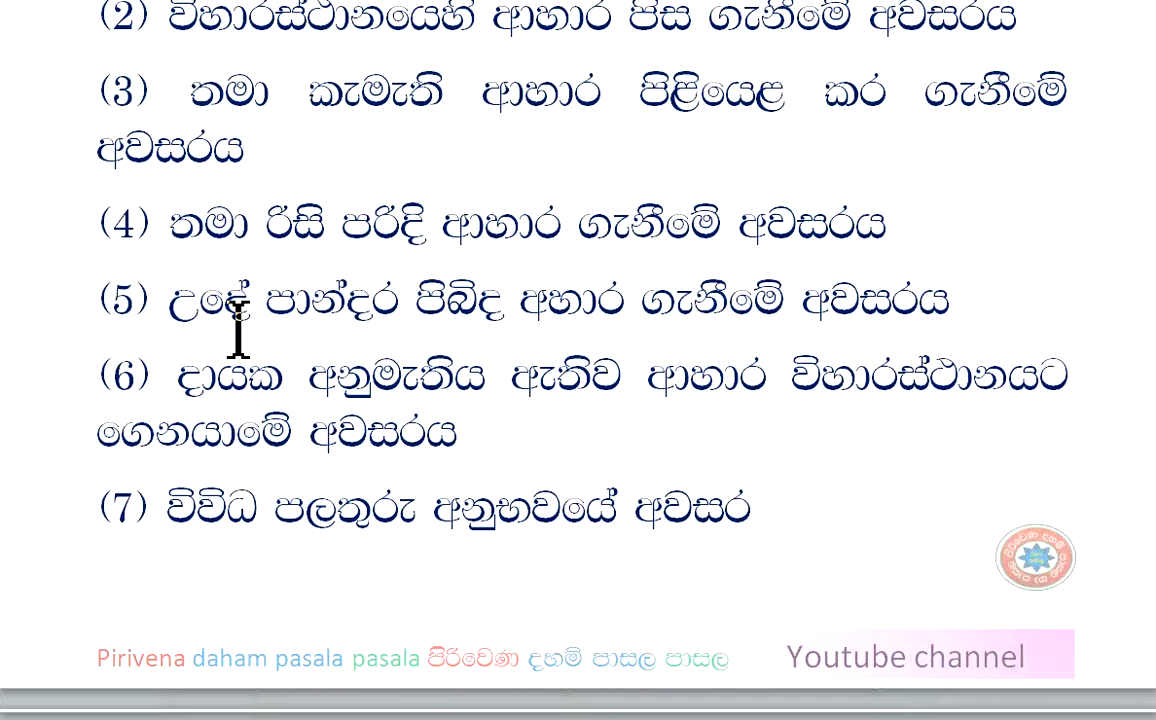 (2) විහාරස්ථානයෙහි ආහාර පිස ගැනීමේ අවසරය
(3) තමා කැමැති ආහාර පිළියෙළ කර ගැනීමේ
අවසරය
(4) තමා රිසි පරිදි ආහාර ගැනීමේ අවසරය
(5) උදේ පාන්දර පිබිද අහාර ගැනීමේ අවසරය
(6) දායක අනුමැතිය ඇතිව ආහාර විහාරස්ථානයට
ගෙනයාමේ අවසරය
(7) විවිධ පලතුරු අනුභවයේ අවසර
Pirivena daham pasala pasala පිරිවෙණ දහම් පාසල පාසල
Youtube channel